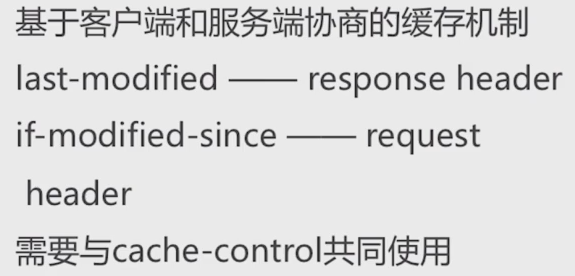 基于客户端和服务端协商的缓存机制
last-modified —— response header
if-modified-since —— request
header
需要与cache-control共同使用